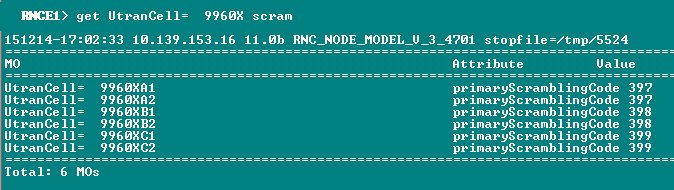 RNCE1> get UtranCell=  9960X scram
151214-17:02:33 10.139.153.16 11.0b RNC_NODE_MODEL_V_3_4701 stopfile=/tmp/5524
===================================================================================
MO                                                    Attribute         Value
===================================================================================
UtranCell=  9960XA1                                   primaryScramblingCode 397
UtranCell=  9960XA2                                   primaryScramblingCode 397
UtranCell=  9960XB1                                   primaryScramblingCode 398
UtranCell=  9960XB2                                   primaryScramblingCode 398
UtranCell=  9960XC1                                   primaryScramblingCode 399
UtranCell=  9960XC2                                   primaryScramblingCode 399
===================================================================================
Total: 6 MOs